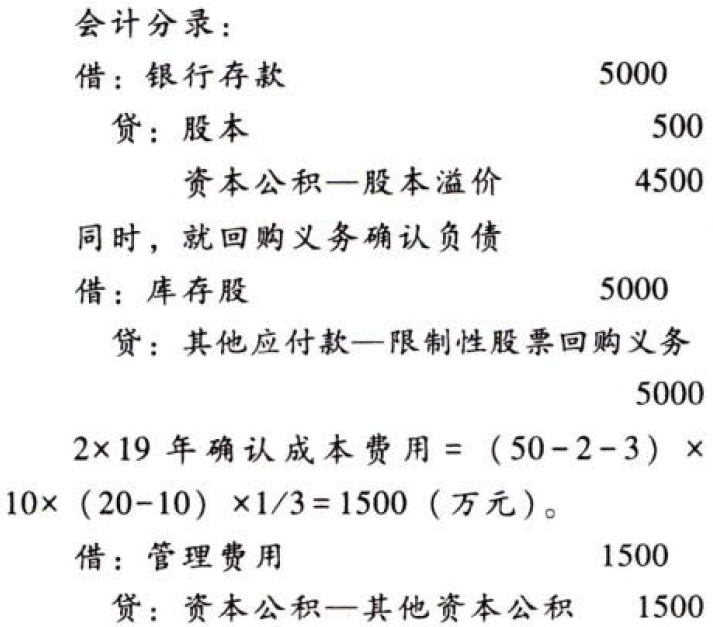 会计分录：
借：银行存款 5000
贷：股本 500
资本公积—股本溢价 4500
同时，就回购义务确认负债
借：库存股 5000
贷：其他应付款—限制性股票回购义务
5000
2×19 年确认成本费用 = （50-2-3）×
10×（20-10）×1/3=1500（万元）。
借：管理费用 1500
贷：资本公积—其他资本公积 1500